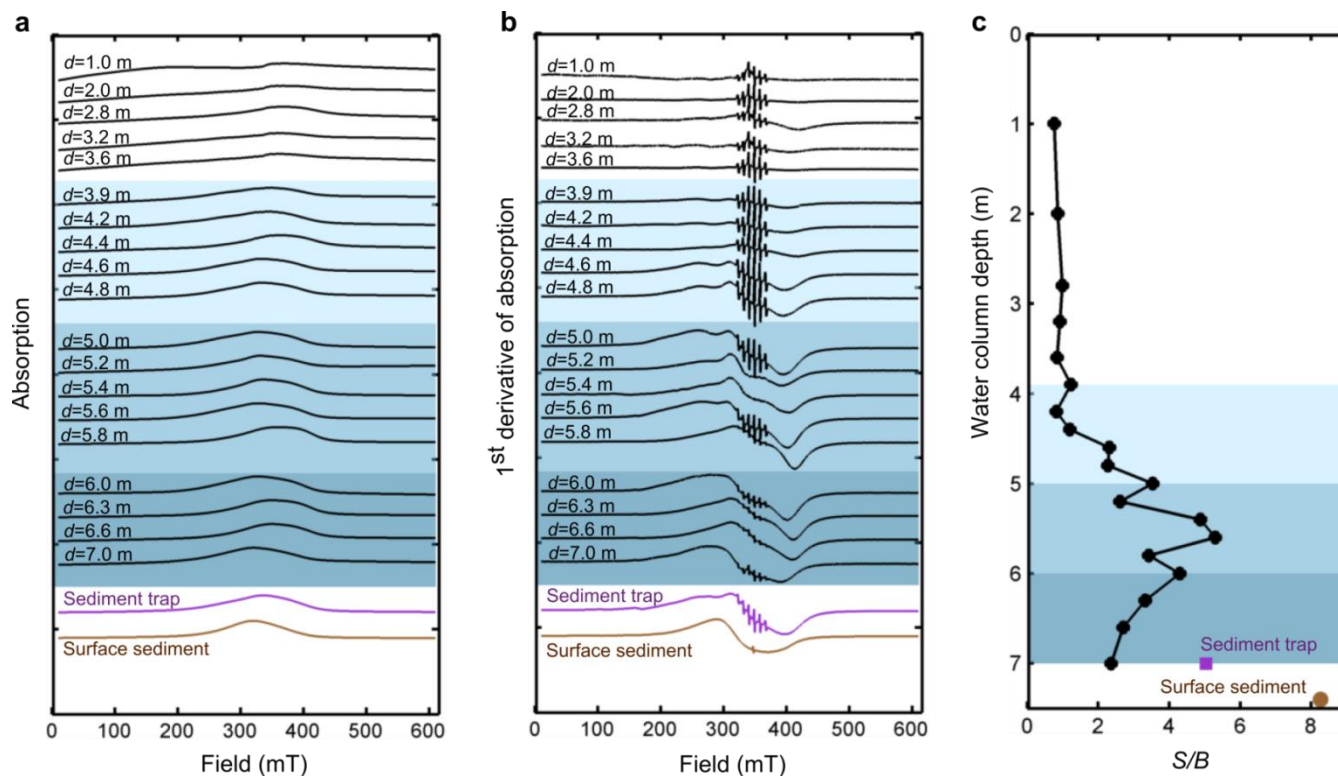 a
Absorption
d=1.0 m
d=2.0 m
d=2.8 m
d=3.2 m
d=3.6 m
d=3.9 m
d=4.2 m
d=4.4 m
d=4.6 m
d=4.8 m
d=5.0 m
d=5.2 m
d=5.4 m
d=5.6 m
d=5.8 m
d=6.0 m
d=6.3 m
d=6.6 m
d=7.0 m
Sediment trap
Surface sediment
0 100 200 300 400 500 600
Field (mT)
b
1st derivative of absorption
d=1.0 m
d=2.0 m
d=2.8 m
d=3.2 m
d=3.6 m
d=3.9 m
d=4.2 m
d=4.4 m
d=4.6 m
d=4.8 m
d=5.0 m
d=5.2 m
d=5.4 m
d=5.6 m
d=5.8 m
d=6.0 m
d=6.3 m
d=6.6 m
d=7.0 m
Sediment trap
Surface sediment
0 100 200 300 400 500 600
Field (mT)
c
Water column depth (m)
0
1
2
3
4
5
6
7
Sediment trap
Surface sediment
0 2 4 6 8
S/B